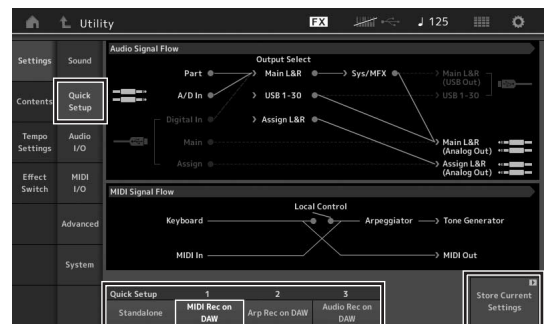 Utility
FX
125
Settings
Sound
Contents
Quick
Setup
Tempo
Settings
Audio
I/O
Effect
Switch
MIDI
I/O
Advanced
System
Audio Signal Flow
Output Select
Part
Main L&R
Sys/MFX
Main L&R
(USB Out)
A/D In
USB 1-30
USB 1-30
Digital In
Assign L&R
Main
Main L&R
(Analog Out)
Assign
Assign L&R
(Analog Out)
MIDI Signal Flow
Local Control
Keyboard
Arpeggiator
Tone Generator
MIDI In
MIDI Out
Quick Setup
1
2
3
Standalone
MIDI Rec on
DAW
Arp Rec on DAW
Audio Rec on
DAW
Store Current
Settings